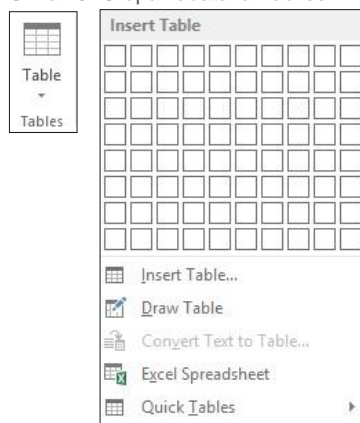 Table
Tables
Insert Table
Insert Table...
Draw Table
Convert Text to Table...
Excel Spreadsheet
Quick Tables